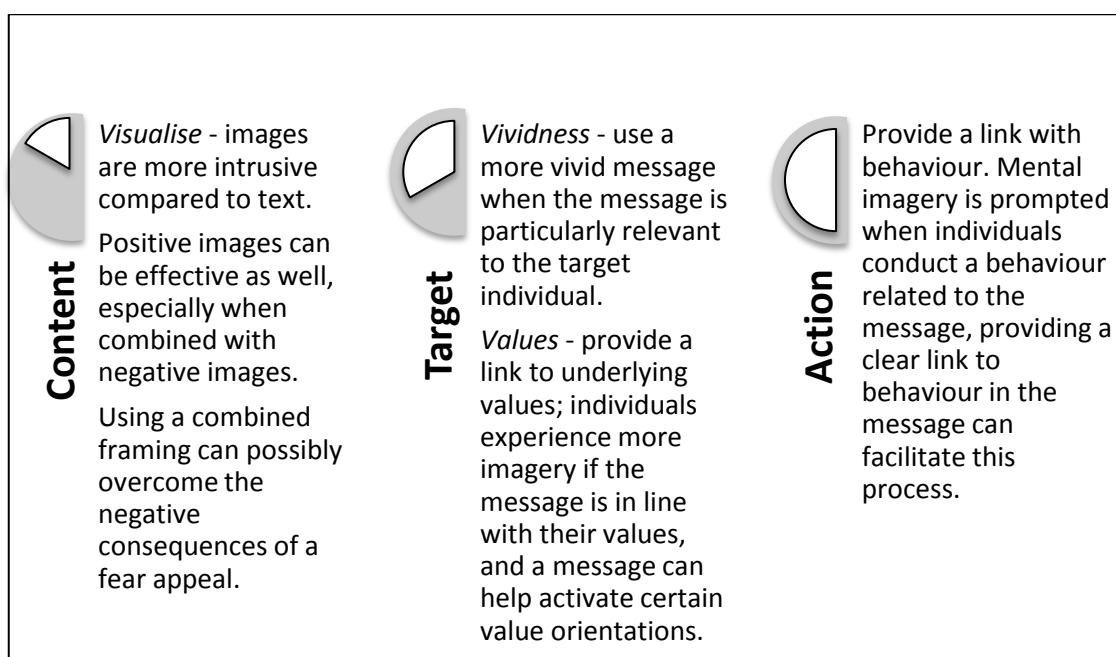 Content
Visualise - images
are more intrusive
compared to text.
Positive images can
be effective as well,
especially when
combined with
negative images.
Using a combined
framing can possibly
overcome the
negative
consequences of a
fear appeal.
Target
Vividness - use a
more vivid message
when the message is
particularly relevant
to the target
individual.
Values - provide a
link to underlying
values; individuals
experience more
imagery if the
message is in line
with their values,
and a message can
help activate certain
value orientations.
Action
Provide a link with
behaviour. Mental
imagery is prompted
when individuals
conduct a behaviour
related to the
message, providing a
clear link to
behaviour in the
message can
facilitate this
process.